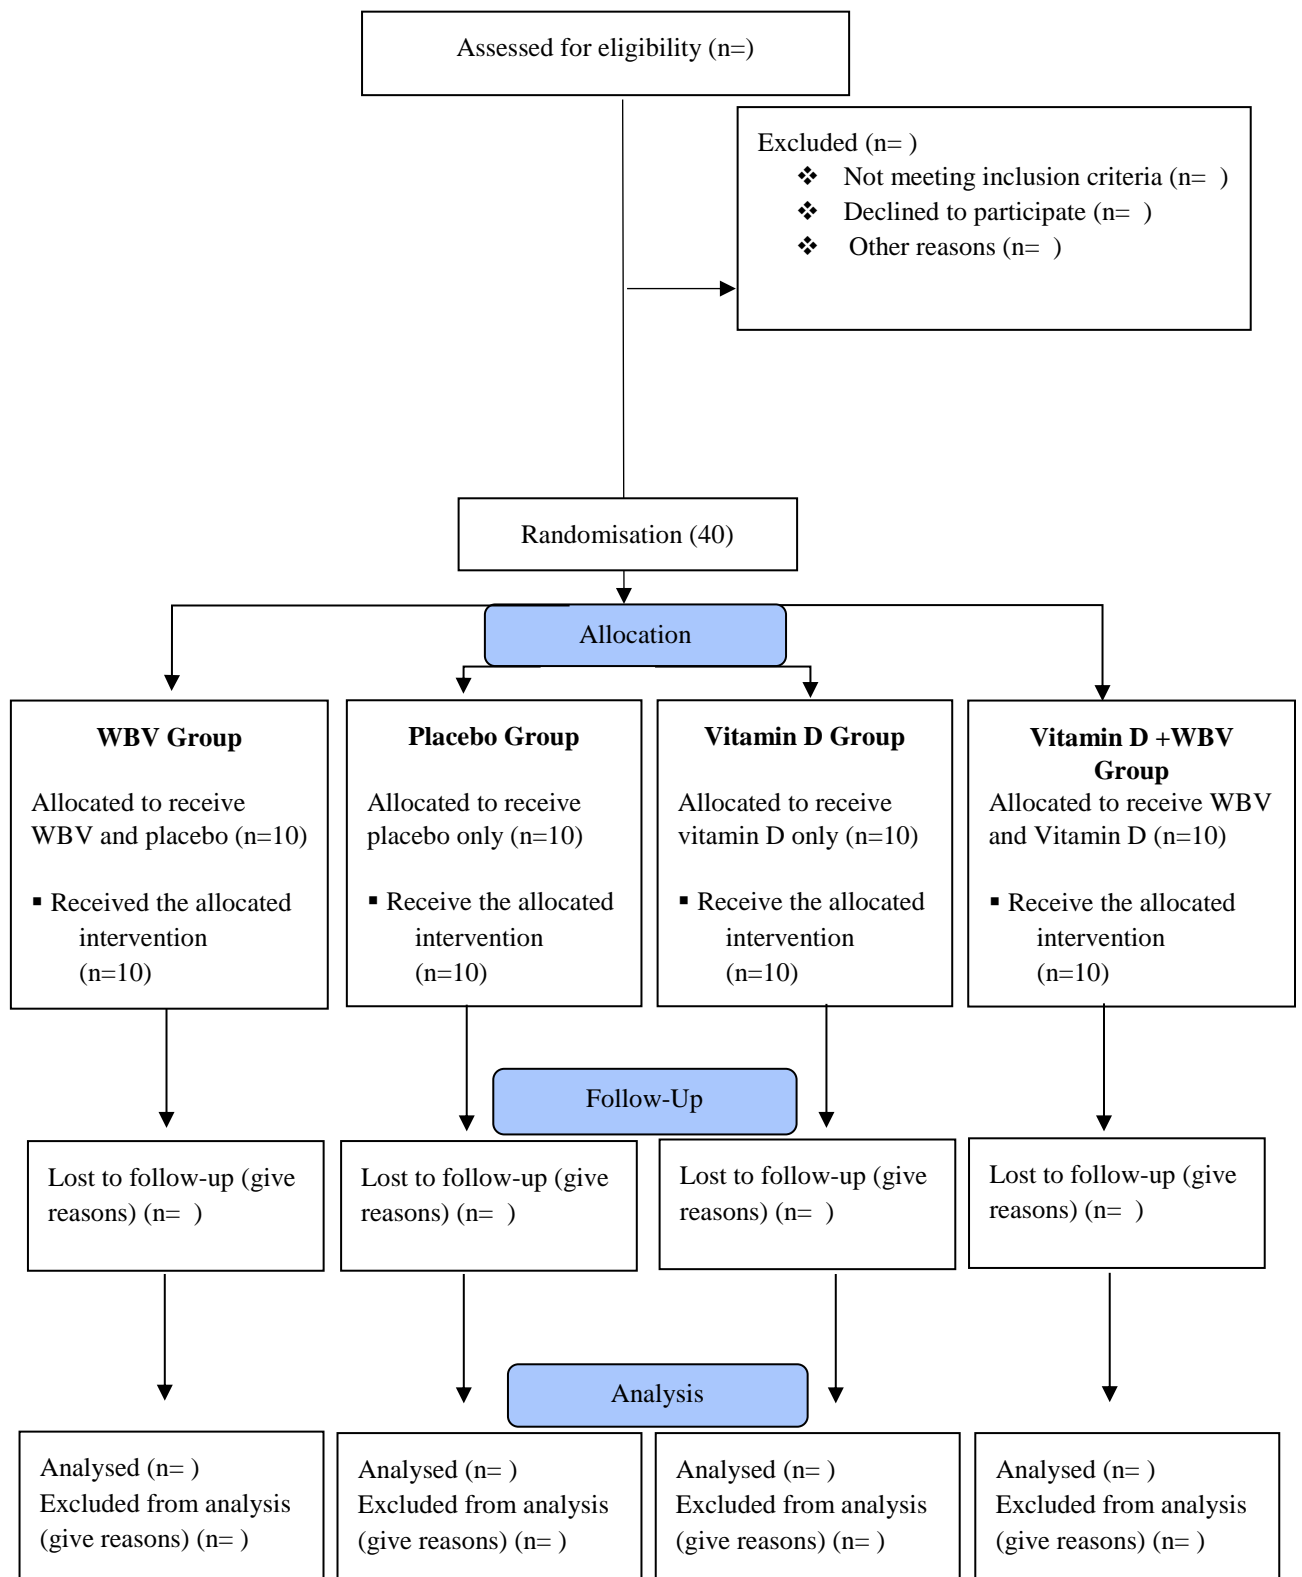 Assessed for eligibility (n=)
Excluded (n= )
❖ Not meeting inclusion criteria (n=  )
❖ Declined to participate (n=  )
❖ Other reasons (n=  )
Randomisation (40)
Allocation
WBV Group
Allocated to receive
WBV and placebo (n=10)
▪ Received the allocated
intervention
(n=10)
Placebo Group
Allocated to receive
placebo only (n=10)
▪ Receive the allocated
intervention
(n=10)
Vitamin D Group
Allocated to receive
vitamin D only (n=10)
▪ Receive the allocated
intervention
(n=10)
Vitamin D +WBV
Group
Allocated to receive WBV
and Vitamin D (n=10)
▪ Receive the allocated
intervention
(n=10)
Follow-Up
Lost to follow-up (give
reasons) (n=  )
Lost to follow-up (give
reasons) (n=  )
Lost to follow-up (give
reasons) (n=  )
Lost to follow-up (give
reasons) (n=  )
Analysis
Analysed (n= )
Excluded from analysis
(give reasons) (n= )
Analysed (n= )
Excluded from analysis
(give reasons) (n= )
Analysed (n= )
Excluded from analysis
(give reasons) (n= )
Analysed (n= )
Excluded from analysis
(give reasons) (n= )